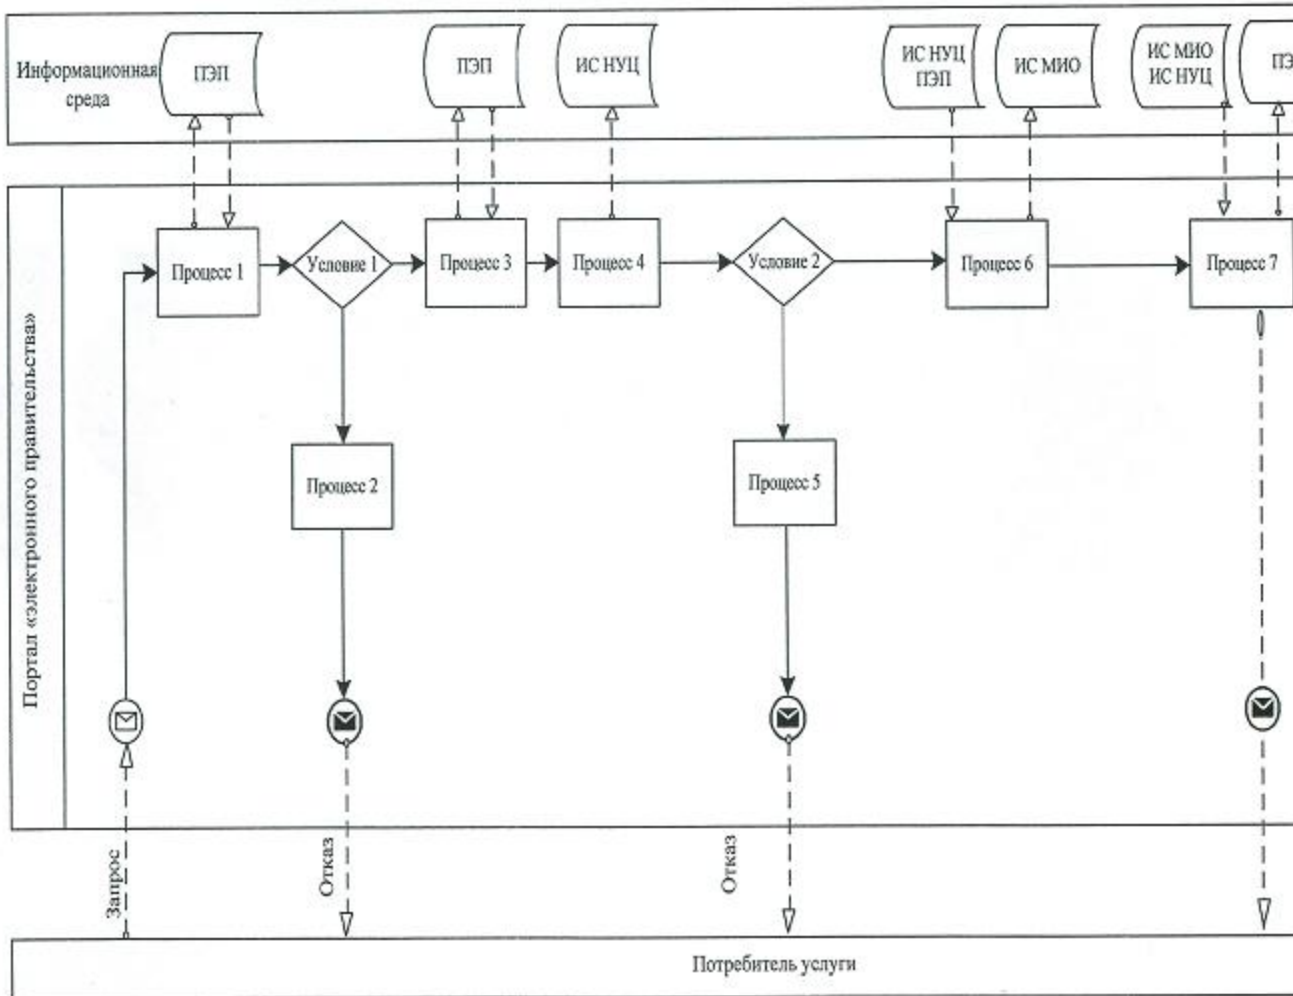 Информационная
среда
ПЭП
ПЭП
ИС НУЦ
ИС НУЦ
ПЭП
ИС МИО
ИС МИО
ИС НУЦ
ПЭ
Портал «электронного правительства»
Процесс 1
Условие 1
Процесс 3
Процесс 4
Условие 2
Процесс 6
Процесс 7
Процесс 2
Процесс 5
Запрос
Отказ
Отказ
Потребитель услуги